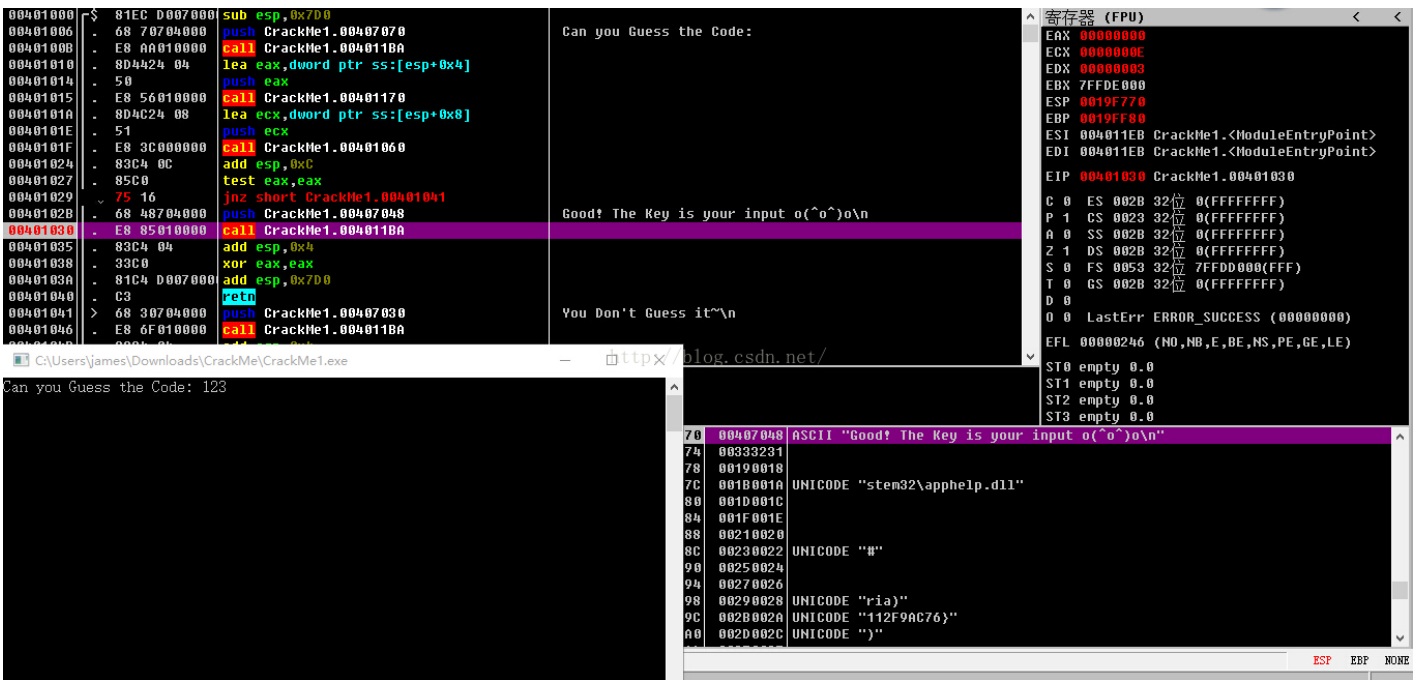 00401000 ┌$ 81EC D0070000 sub esp,0x7D0
00401006 . 68 70704000 push CrackMe1.00407070 Can you Guess the Code:
0040100B . E8 AA010000 call CrackMe1.004011BA
00401010 . 8D4424 04 lea eax,dword ptr ss:[esp+0x4]
00401014 . 50 push eax
00401015 . E8 56010000 call CrackMe1.00401170
0040101A . 8D4C24 08 lea ecx,dword ptr ss:[esp+0x8]
0040101E . 51 push ecx
0040101F . E8 3C000000 call CrackMe1.00401060
00401024 . 83C4 0C add esp,0xC
00401027 . 85C0 test eax,eax
00401029 . 75 16 jnz short CrackMe1.00401041
0040102B . 68 48704000 push CrackMe1.00407048 Good! The Key is your input o(^o^)o\n
00401030 . E8 85010000 call CrackMe1.004011BA
00401035 . 83C4 04 add esp,0x4
00401038 . 33C0 xor eax,eax
0040103A . 81C4 D0070000 add esp,0x7D0
00401040 . C3 retn
00401041 > 68 30704000 push CrackMe1.00407030 You Don't Guess it~\n
00401046 . E8 6F010000 call CrackMe1.004011BA
寄存器 (FPU) < <
EAX 00000000
ECX 0000000E
EDX 00000003
EBX 7FFDE000
ESP 0019F770
EBP 0019FF80
ESI 004011EB CrackMe1.<ModuleEntryPoint>
EDI 004011EB CrackMe1.<ModuleEntryPoint>
EIP 00401030 CrackMe1.00401030
C 0 ES 002B 32位 0(FFFFFFFF)
P 1 CS 0023 32位 0(FFFFFFFF)
A 0 SS 002B 32位 0(FFFFFFFF)
Z 1 DS 002B 32位 0(FFFFFFFF)
S 0 FS 0053 32位 7FFDD000(FFF)
T 0 GS 002B 32位 0(FFFFFFFF)
D 0
O 0 LastErr ERROR_SUCCESS (00000000)
EFL 00000246 (NO,NB,E,BE,NS,PE,GE,LE)
ST0 empty 0.0
ST1 empty 0.0
ST2 empty 0.0
ST3 empty 0.0
C:\Users\james\Downloads\CrackMe\CrackMe1.exe
http://blog.csdn.net/
Can you Guess the Code: 123
70 00407048 ASCII "Good! The Key is your input o(^o^)o\n"
74 00333231
78 00190018
7C 001B001A UNICODE "stem32\apphelp.dll"
80 001D001C
84 001F001E
88 00210020
8C 00230022 UNICODE "#"
90 00250024
94 00270026
98 00290028 UNICODE "ria)"
9C 002B002A UNICODE "112F9AC76}"
A0 002D002C UNICODE ")"
ESP EBP NONE